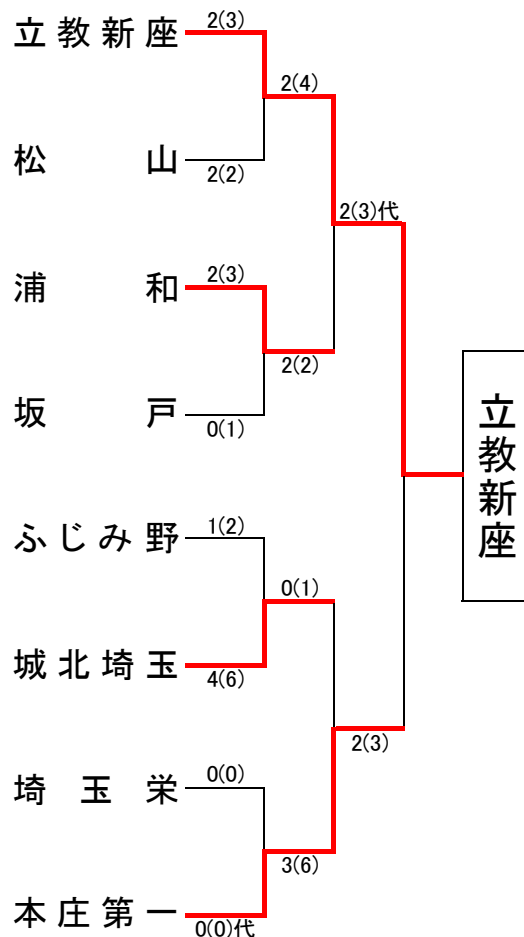 立教新座
2(3)
2(4)
松山
2(2)
2(3)代
浦和
2(3)
2(2)
坂戸
0(1)
立教新座
ふじみ野
1(2)
0(1)
城北埼玉
4(6)
2(3)
埼玉栄
0(0)
3(6)
本庄第一
0(0)代